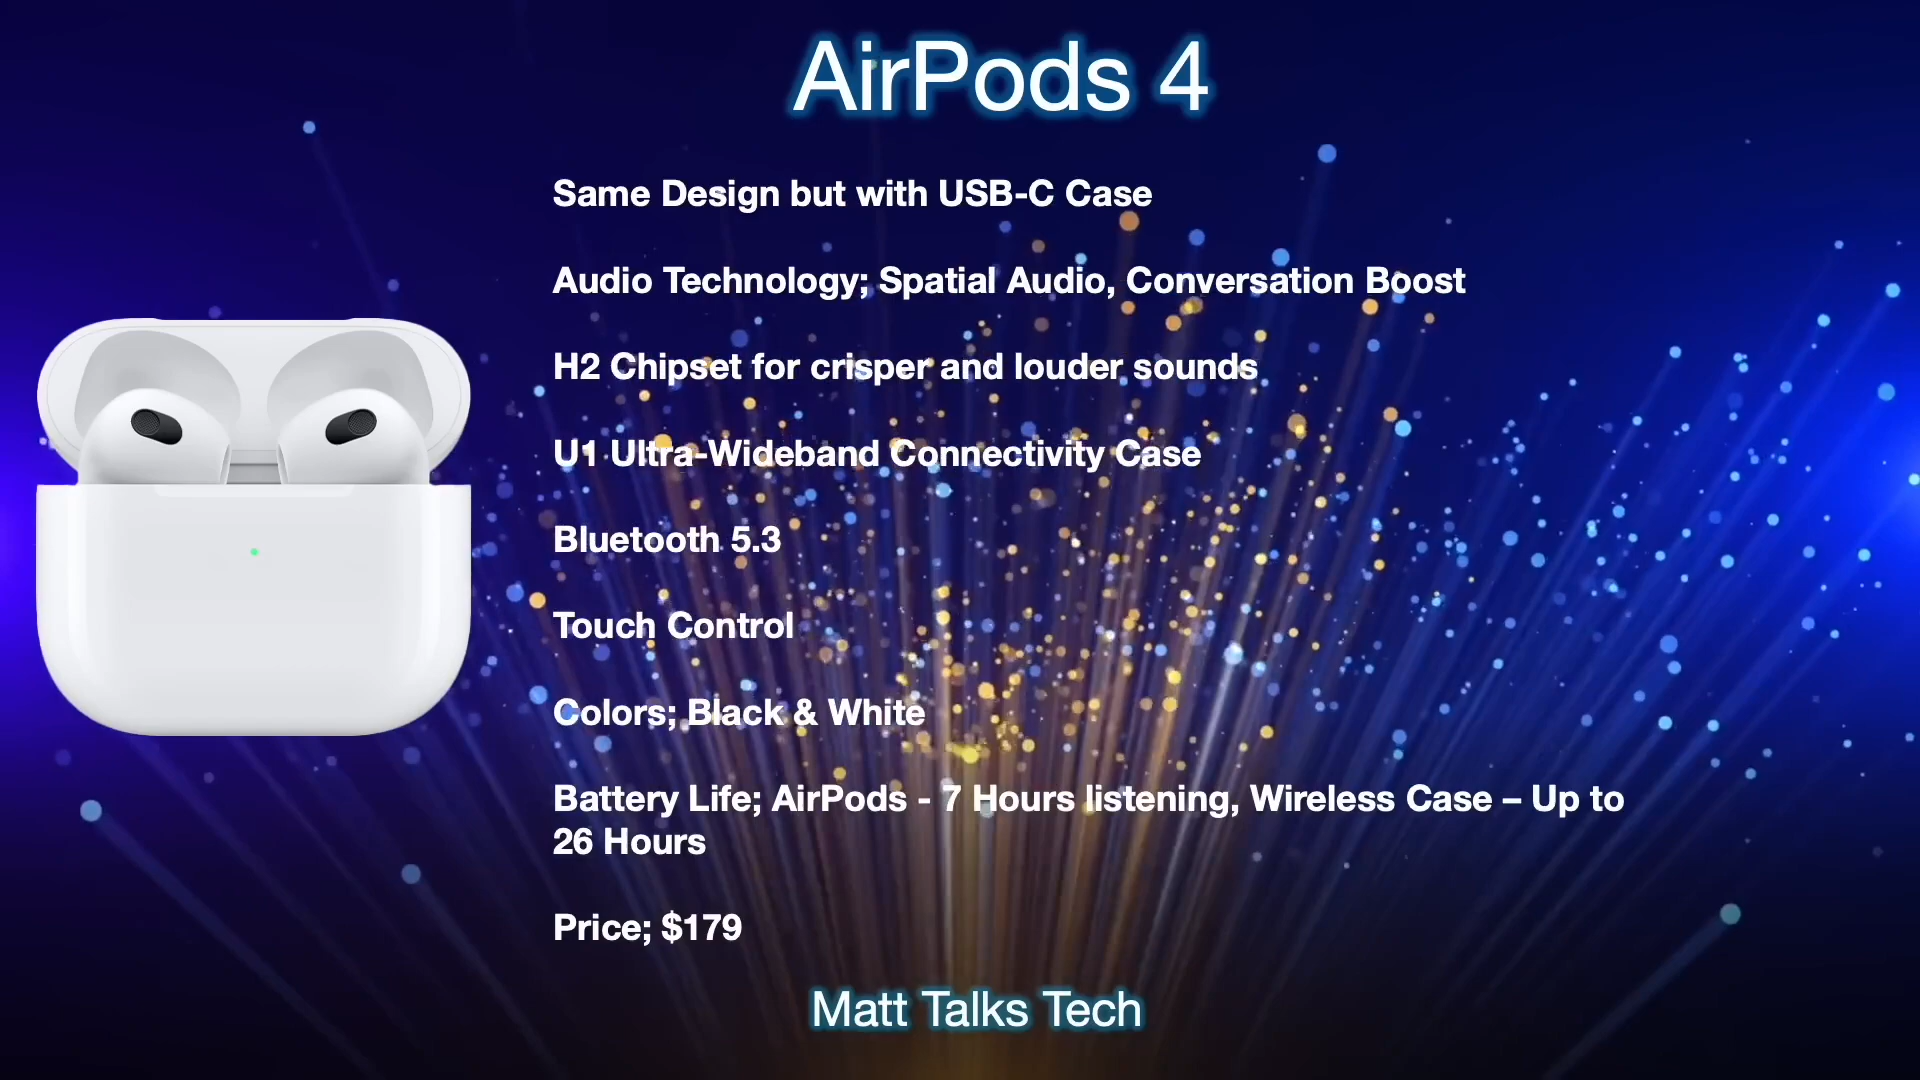 AirPods 4
Same Design but with USB-C Case
Audio Technology; Spatial Audio, Conversation Boost
H2 Chipset for crisper and louder sounds
U1 Ultra-Wideband Connectivity Case
Bluetooth 5.3
Touch Control
Colors; Black & White
Battery Life; AirPods - 7 Hours listening, Wireless Case – Up to
26 Hours
Price; $179
Matt Talks Tech